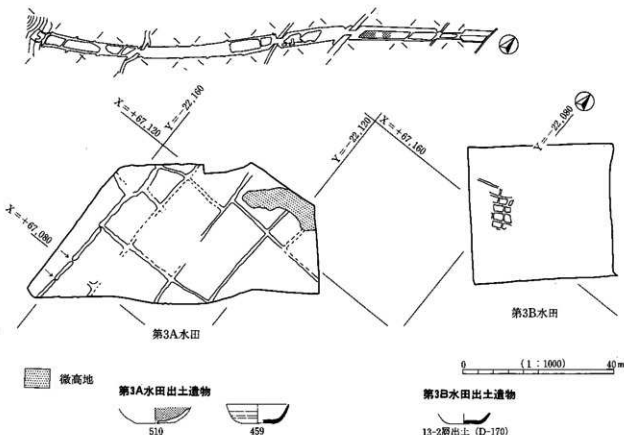 X=+67,120
Y=-22,160
Y=-22,120
X=+67,160
Y=-22,080
X=+67,080
第3A水田
第3B水田
微高地
0 (1:1000) 40m
第3A水田出土遺物
510
459
第3B水田出土遺物
13-2層出土 (D-170)